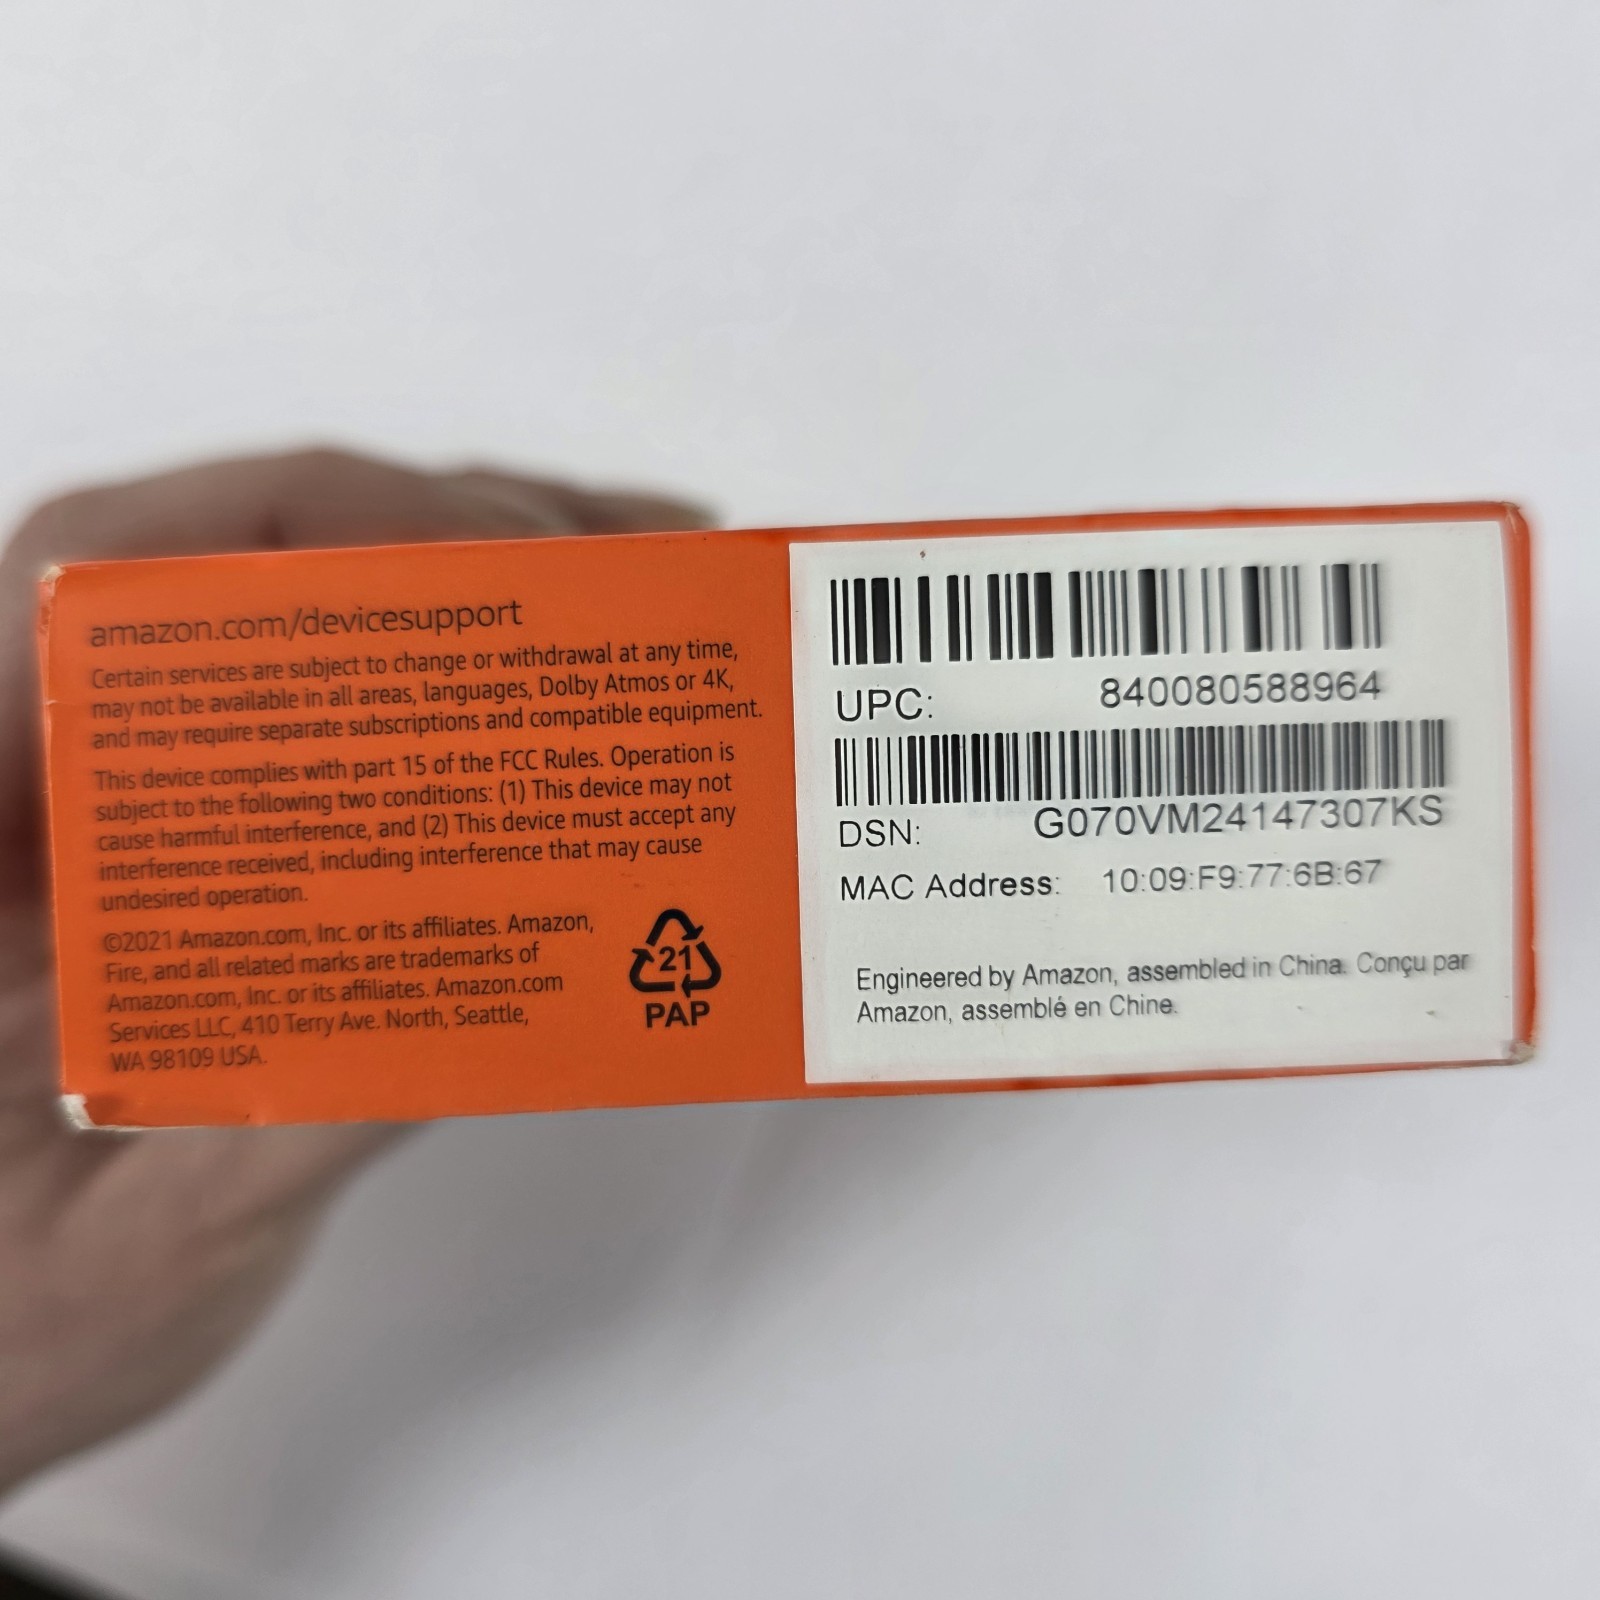 amazon.com/devicesupport
Certain services are subject to change or withdrawal at any time,
may not be available in all areas, languages, Dolby Atmos or 4K,
and may require separate subscriptions and compatible equipment.
This device complies with part 15 of the FCC Rules. Operation is
subject to the following two conditions: (1) This device may not
cause harmful interference, and (2) This device must accept any
interference received, including interference that may cause
undesired operation.
©2021 Amazon.com, Inc. or its affiliates. Amazon,
Fire, and all related marks are trademarks of
Amazon.com, Inc. or its affiliates. Amazon.com
Services LLC, 410 Terry Ave. North, Seattle,
WA 98109 USA.
21
PAP
UPC: 840080588964
DSN: G070VM24147307KS
MAC Address: 10:09:F9:77:6B:67
Engineered by Amazon, assembled in China. Conçu par
Amazon, assemblé en Chine.